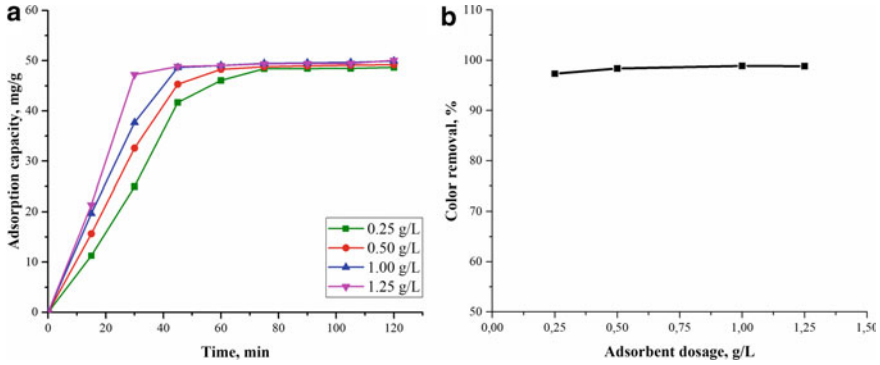 a
Adsorption capacity, mg/g
60
50
40
30
20
10
0
0 20 40 60 80 100 120
Time, min
0.25 g/L
0.50 g/L
1.00 g/L
1.25 g/L
b
Color removal, %
110
100
90
80
70
60
50
0,00 0,25 0,50 0,75 1,00 1,25 1,50
Adsorbent dosage, g/L